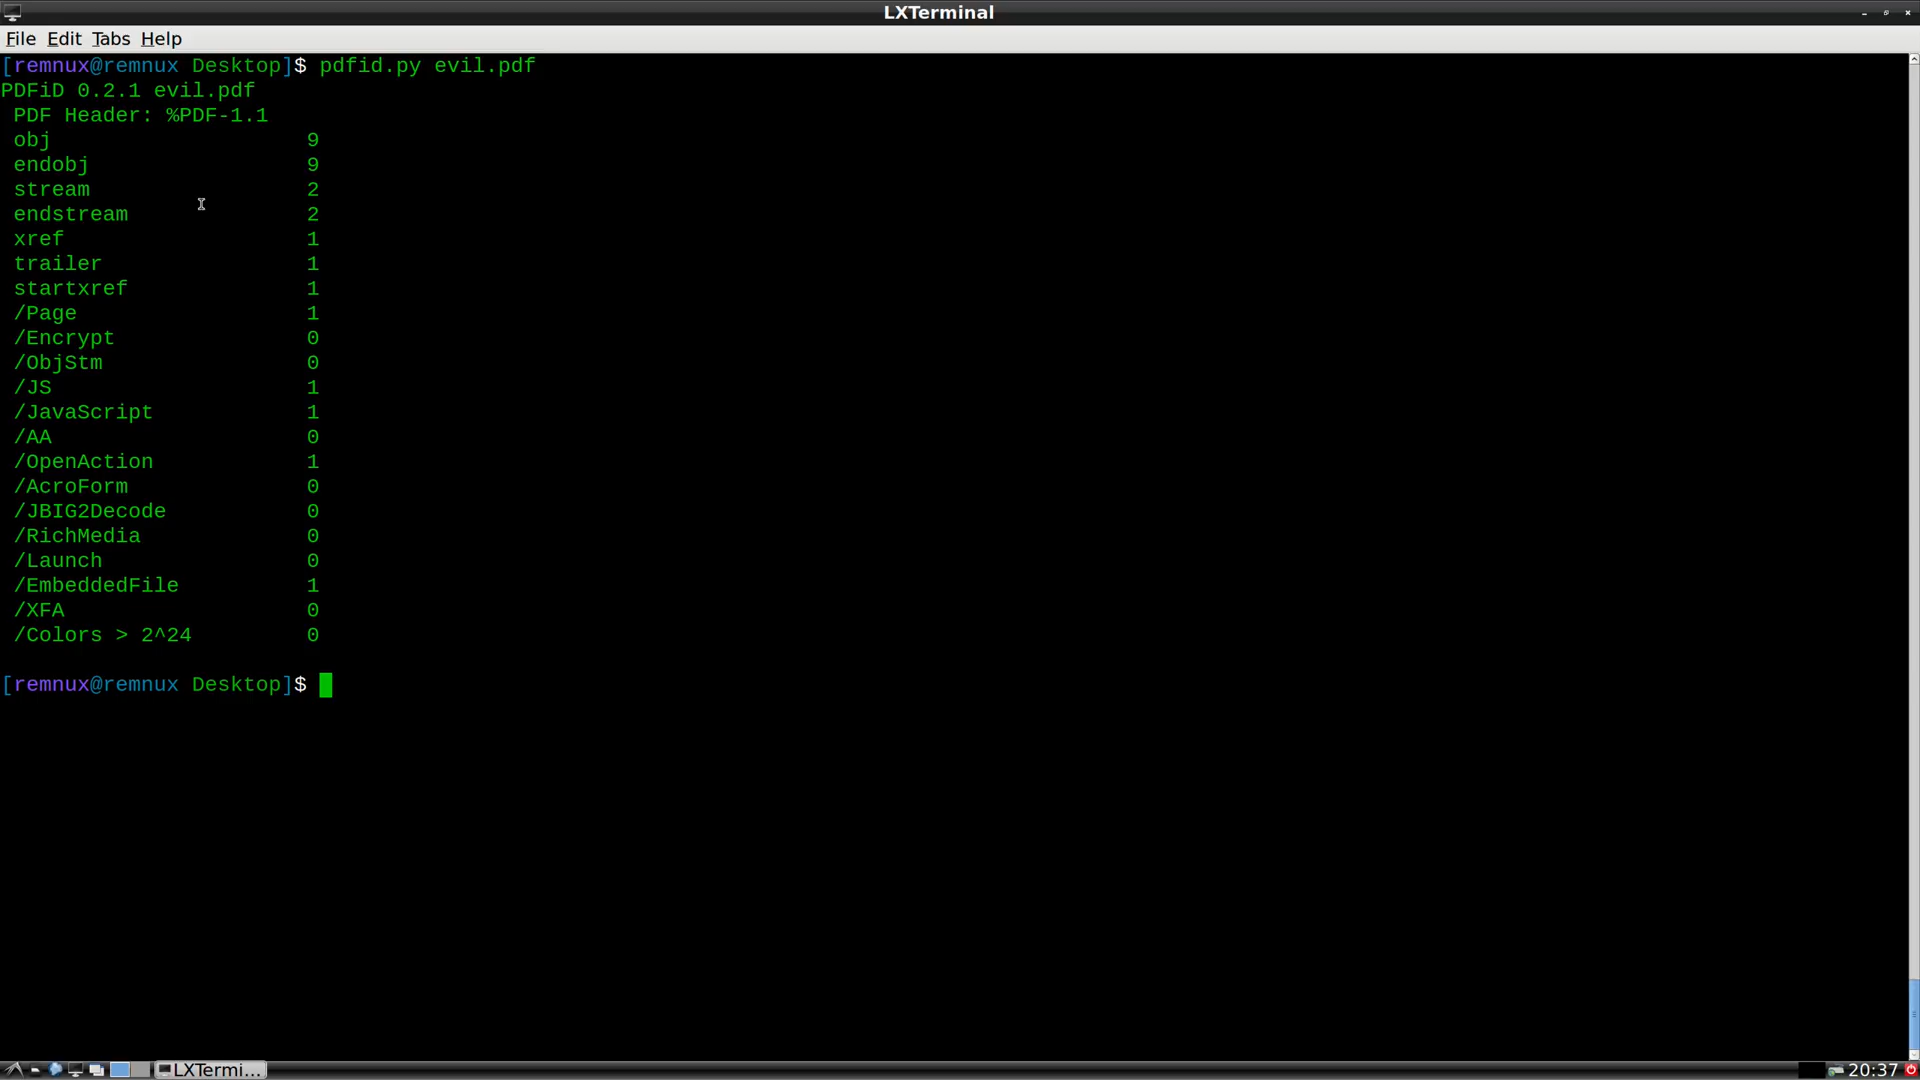 LXTerminal
File Edit Tabs Help
[remnux@remnux Desktop]$ pdfid.py evil.pdf
PDFiD 0.2.1 evil.pdf
PDF Header: %PDF-1.1
obj 9
endobj 9
stream 2
endstream 2
xref 1
trailer 1
startxref 1
/Page 1
/Encrypt 0
/ObjStm 0
/JS 1
/JavaScript 1
/AA 0
/OpenAction 1
/AcroForm 0
/JBIG2Decode 0
/RichMedia 0
/Launch 0
/EmbeddedFile 1
/XFA 0
/Colors > 2^24 0
[remnux@remnux Desktop]$
LXTermi... 20:37